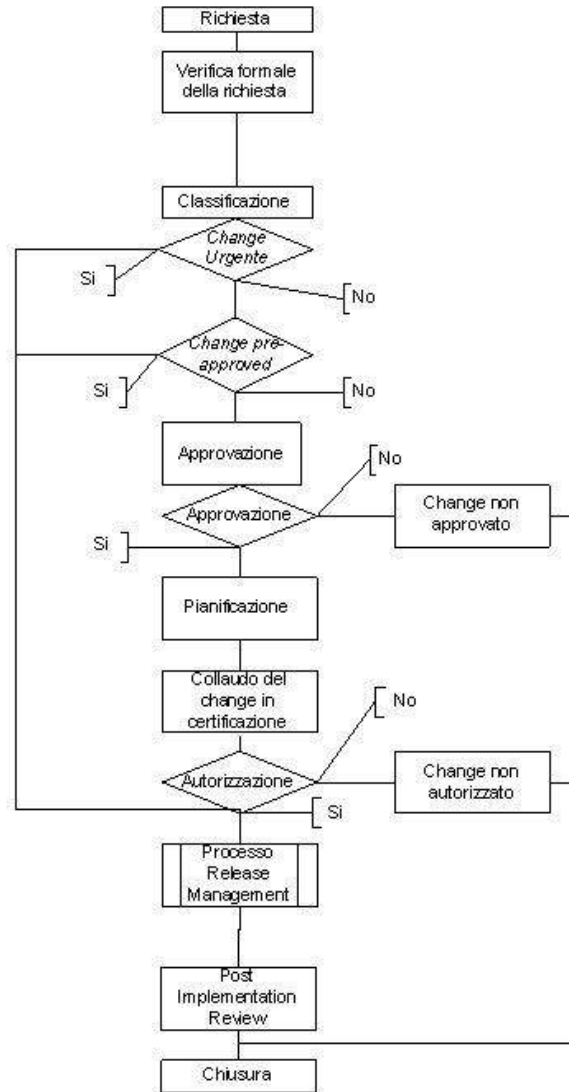 Richiesta
Verifica formale
della richiesta
Classificazione
Change
Urgente
Si
No
Change pre-
approved
Si
No
Approvazione
No
Approvazione
Change non
approvato
Si
Pianificazione
Collaudo del
change in
certificazione
No
Autorizzazione
Change non
autorizzato
Si
Processo
Release
Management
Post
Implementation
Review
Chiusura